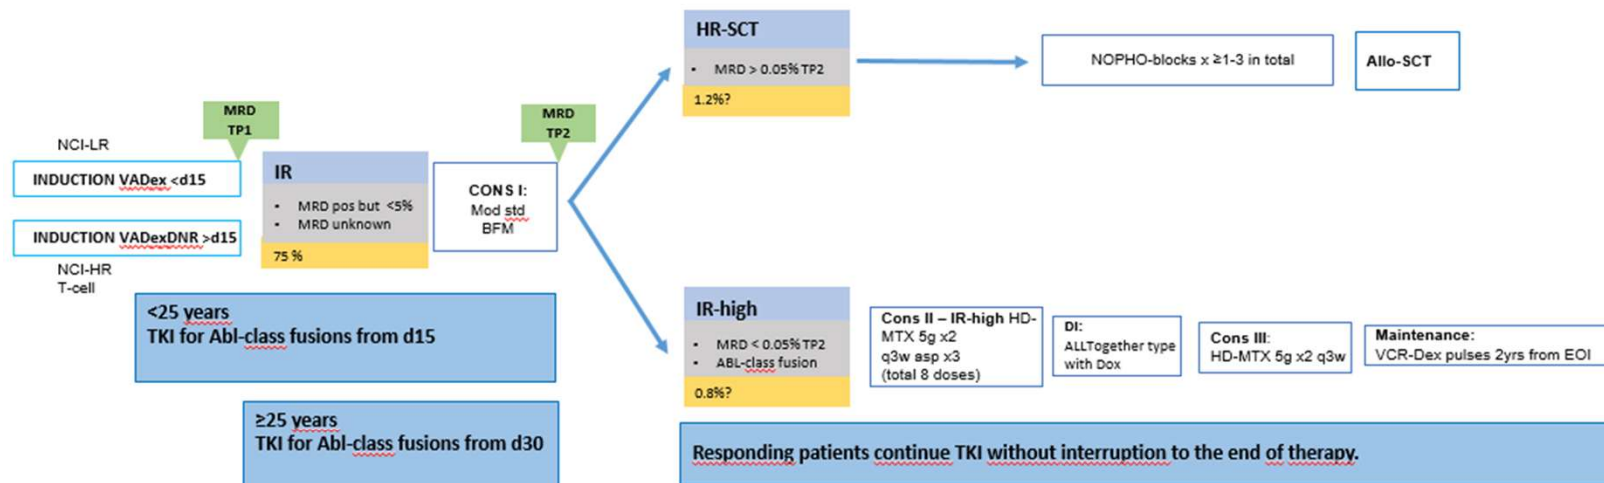 NCI-LR
INDUCTION VADex <d15
INDUCTION VADexDNR >d15
NCI-HR
T-cell
MRD
TP1
IR
• MRD pos but <5%
• MRD unknown
75 %
CONS I:
Mod std
BFM
MRD
TP2
<25 years
TKI for Abl-class fusions from d15
≥25 years
TKI for Abl-class fusions from d30
HR-SCT
• MRD > 0.05% TP2
1.2%?
NOPHO-blocks x ≥1-3 in total
Allo-SCT
IR-high
• MRD < 0.05% TP2
• ABL-class fusion
0.8%?
Cons II – IR-high HD-
MTX 5g x2
q3w asp x3
(total 8 doses)
DI:
ALLTogether type
with Dox
Cons III:
HD-MTX 5g x2 q3w
Maintenance:
VCR-Dex pulses 2yrs from EOI
Responding patients continue TKI without interruption to the end of therapy.